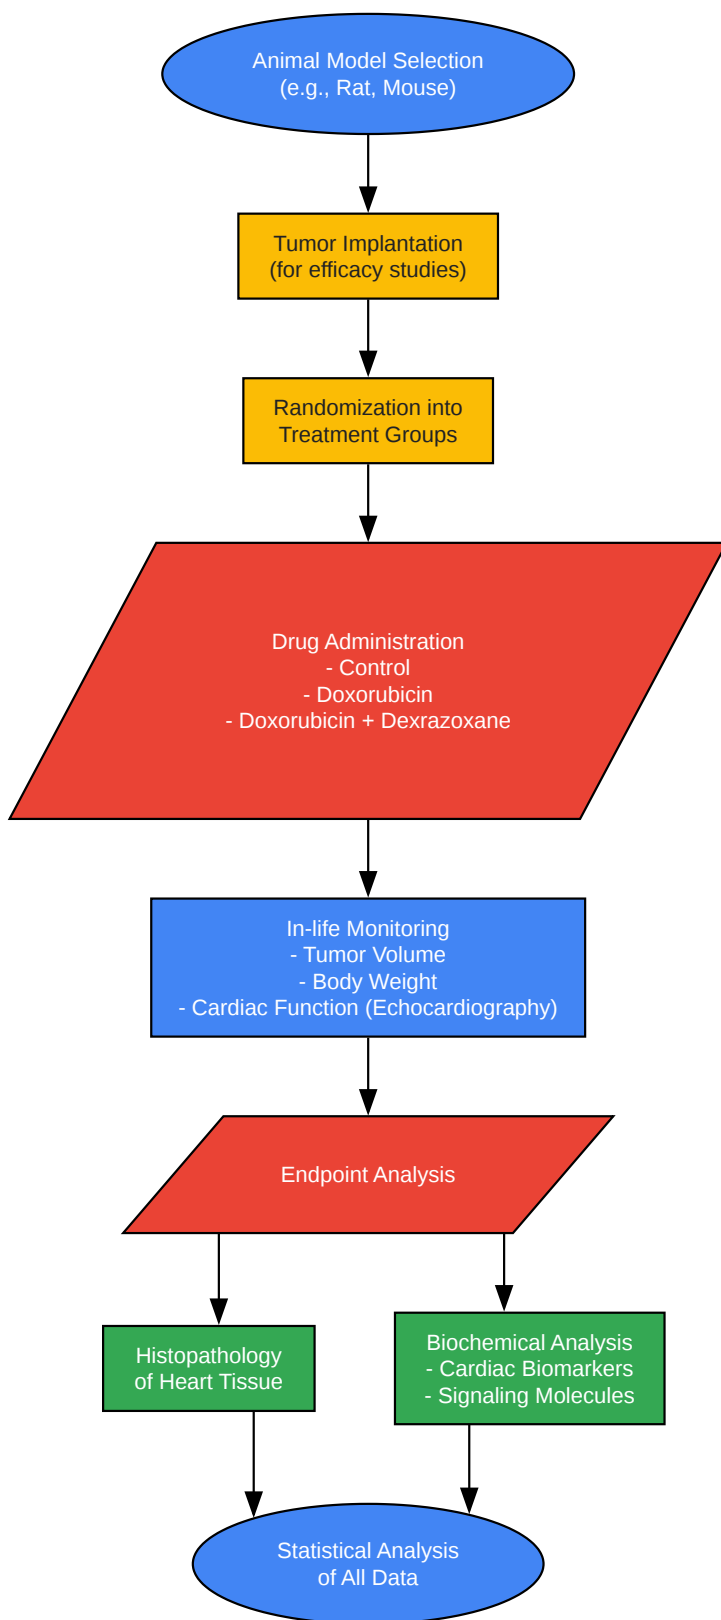 Animal Model Selection
(e.g., Rat, Mouse)
Tumor Implantation
(for efficacy studies)
Randomization into
Treatment Groups
Drug Administration
- Control
- Doxorubicin
- Doxorubicin + Dexrazoxane
In-life Monitoring
- Tumor Volume
- Body Weight
- Cardiac Function (Echocardiography)
Endpoint Analysis
Histopathology
of Heart Tissue
Biochemical Analysis
- Cardiac Biomarkers
- Signaling Molecules
Statistical Analysis
of All Data